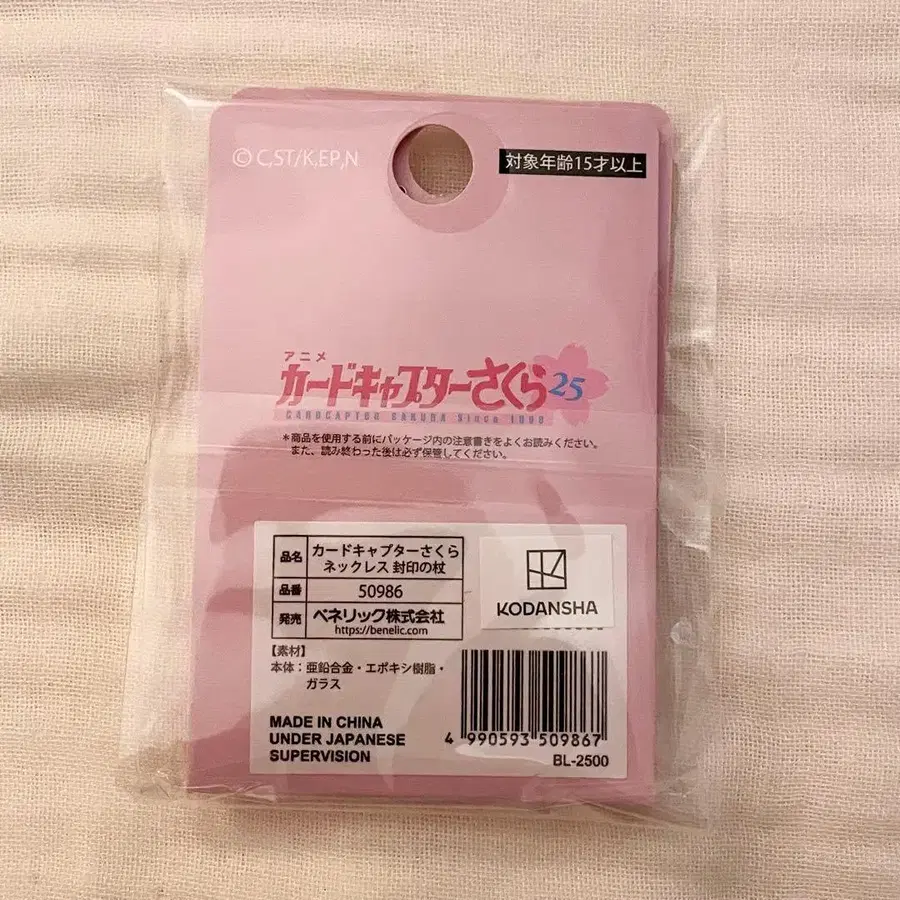 © C,ST/K,EP,N
対象年齢15才以上
アニメ
カードキャプターさくら25
CARDCAPTOR SAKURA Since 1998
*商品を使用する前にパッケージ内の注意書きをよくお読みください。
また、読み終わった後は必ず保管してください。
品名 カードキャプターさくら
ネックレス 封印の杖
品番 50986
発売 ベネリック株式会社
https://benelic.com
KODANSHA
【素材】
本体:亜鉛合金・エポキシ樹脂・
ガラス
MADE IN CHINA
UNDER JAPANESE
SUPERVISION
4 990593 509867
BL-2500